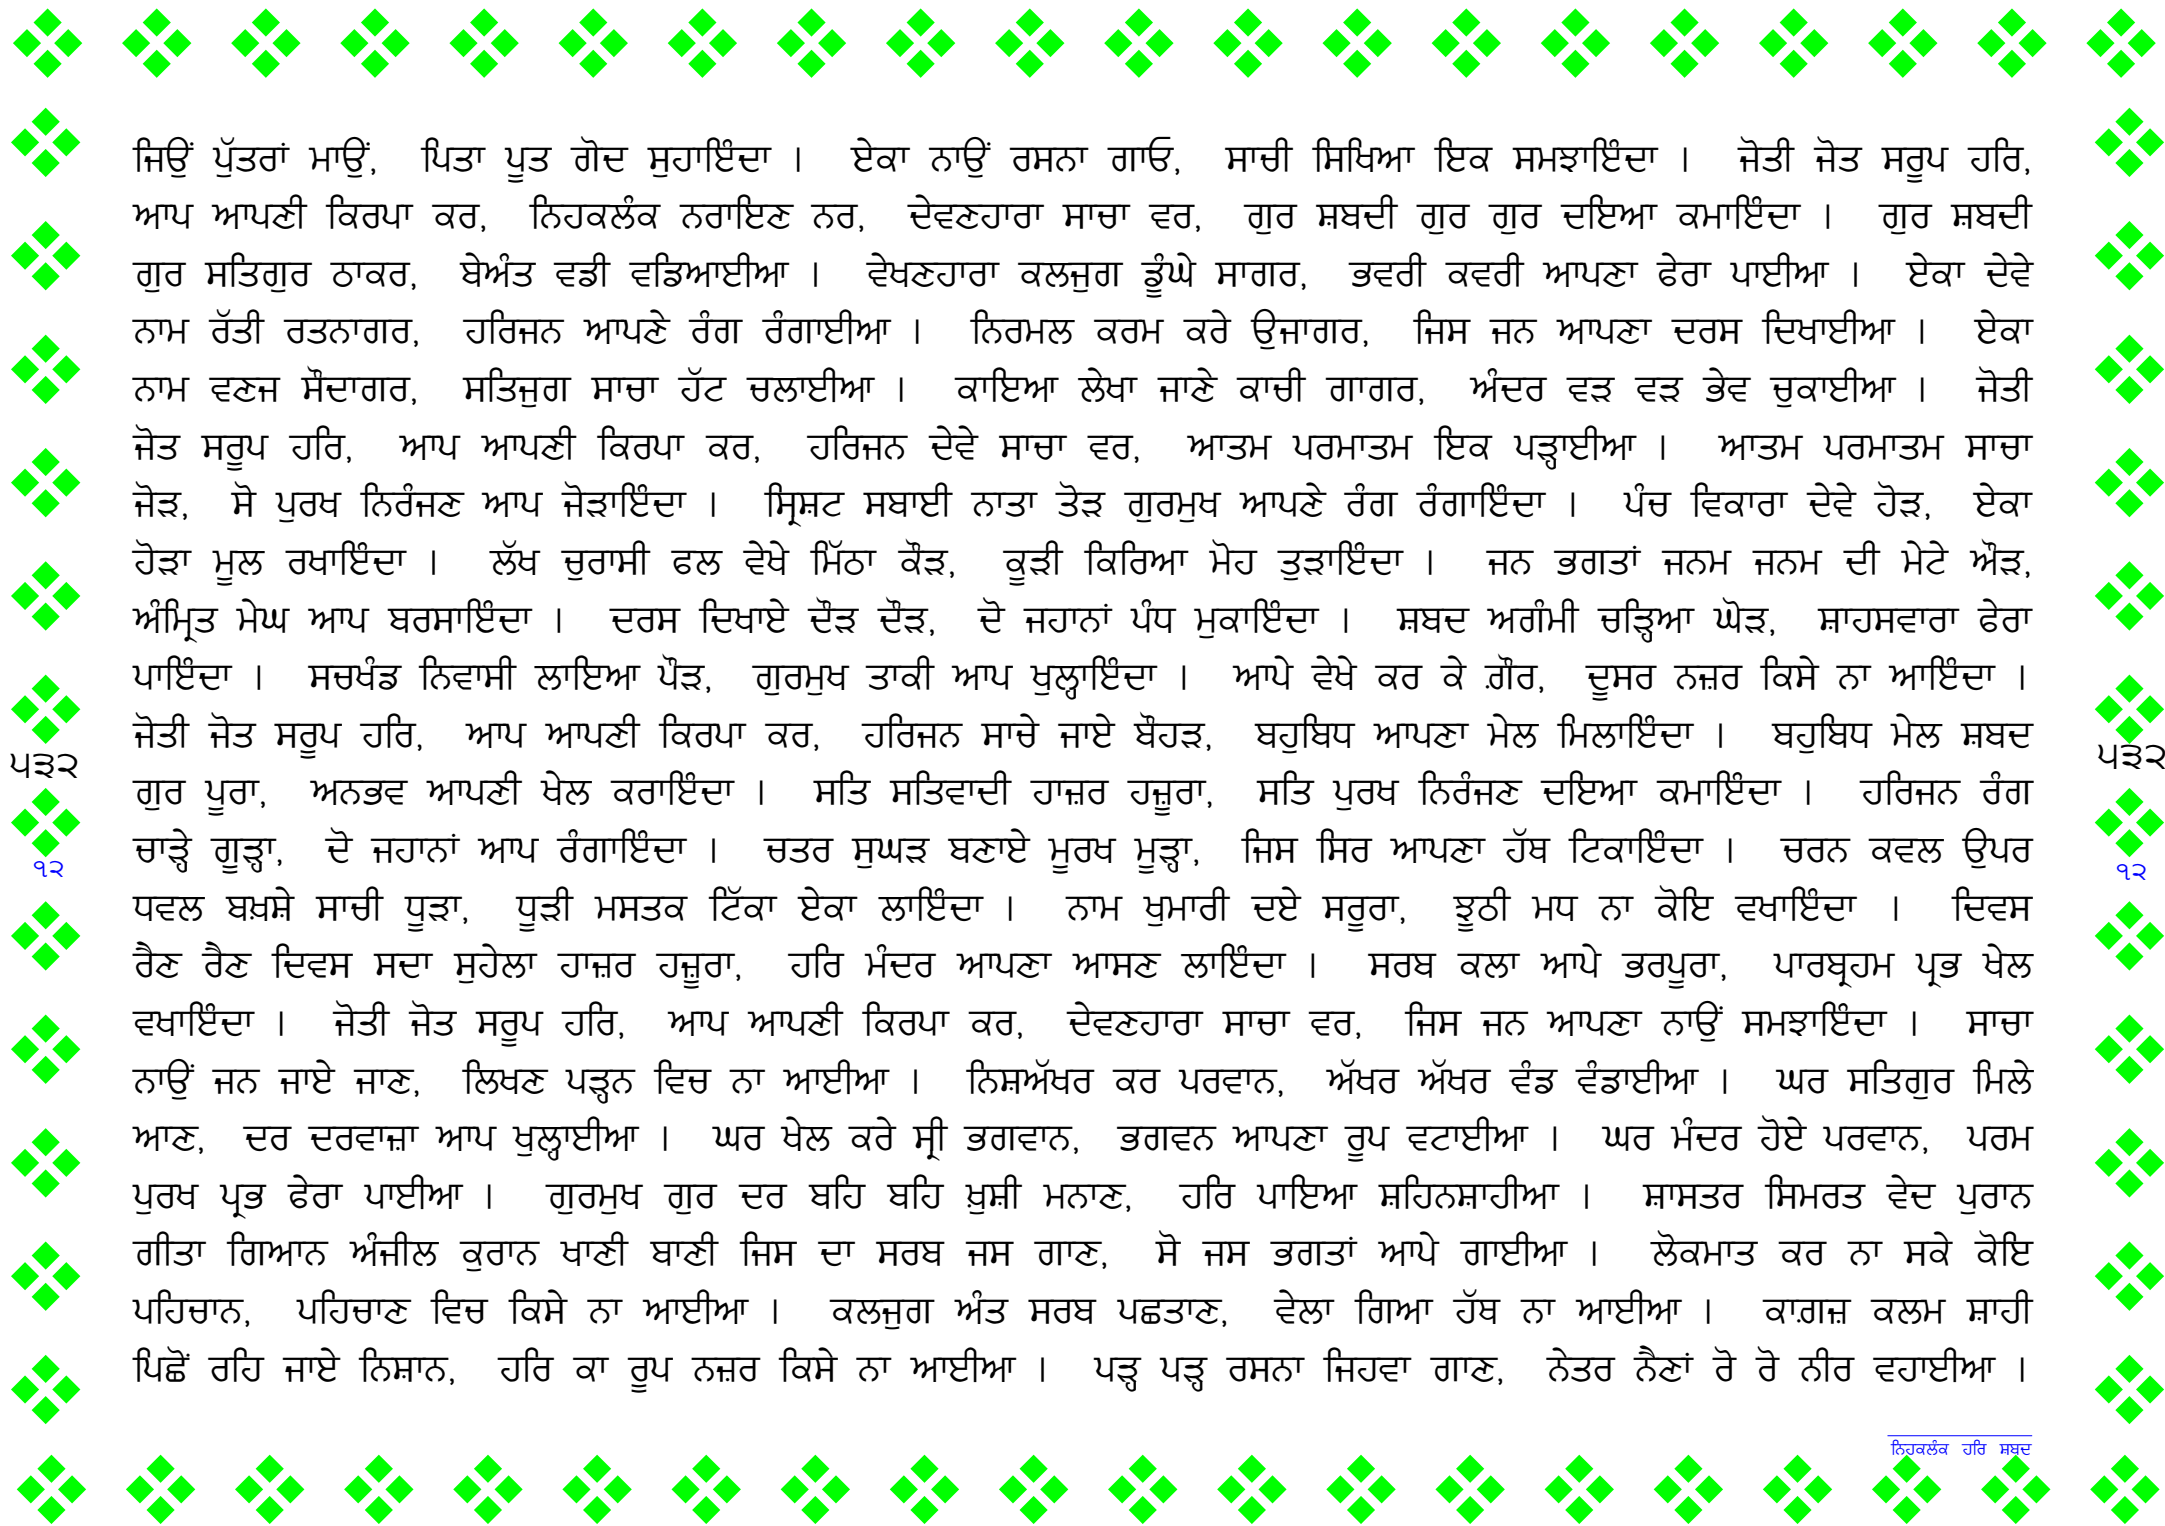 ਜਿਉਂ ਪੁੱਤਰਾਂ ਮਾਉਂ, ਪਿਤਾ ਪੂਤ ਗੋਦ ਸੁਹਾਇੰਦਾ । ਏਕਾ ਨਾਉਂ ਰਸਨਾ ਗਾਓ, ਸਾਚੀ ਸਿਖਿਆ ਇਕ ਸਮਝਾਇੰਦਾ । ਜੋਤੀ ਜੋਤ ਸਰੂਪ ਹਰਿ,
ਆਪ ਆਪਣੀ ਕਿਰਪਾ ਕਰ, ਨਿਹਕਲੰਕ ਨਰਾਇਣ ਨਰ, ਦੇਵਣਹਾਰਾ ਸਾਚਾ ਵਰ, ਗੁਰ ਸ਼ਬਦੀ ਗੁਰ ਗੁਰ ਦਇਆ ਕਮਾਇੰਦਾ । ਗੁਰ ਸ਼ਬਦੀ
ਗੁਰ ਸਤਿਗੁਰ ਠਾਕਰ, ਬੇਅੰਤ ਵਡੀ ਵਡਿਆਈਆ । ਵੇਖਣਹਾਰਾ ਕਲਜੁਗ ਡੂੰਘੇ ਸਾਗਰ, ਭਵਰੀ ਕਵਰੀ ਆਪਣਾ ਫੇਰਾ ਪਾਈਆ । ਏਕਾ ਦੇਵੇ
ਨਾਮ ਰੱਤੀ ਰਤਨਾਗਰ, ਹਰਿਜਨ ਆਪਣੇ ਰੰਗ ਰੰਗਾਈਆ । ਨਿਰਮਲ ਕਰਮ ਕਰੇ ਉਜਾਗਰ, ਜਿਸ ਜਨ ਆਪਣਾ ਦਰਸ ਦਿਖਾਈਆ । ਏਕਾ
ਨਾਮ ਵਣਜ ਸੌਦਾਗਰ, ਸਤਿਜੁਗ ਸਾਚਾ ਹੱਟ ਚਲਾਈਆ । ਕਾਇਆ ਲੇਖਾ ਜਾਣੇ ਕਾਚੀ ਗਾਗਰ, ਅੰਦਰ ਵੜ ਵੜ ਭੇਵ ਚੁਕਾਈਆ । ਜੋਤੀ
ਜੋਤ ਸਰੂਪ ਹਰਿ, ਆਪ ਆਪਣੀ ਕਿਰਪਾ ਕਰ, ਹਰਿਜਨ ਦੇਵੇ ਸਾਚਾ ਵਰ, ਆਤਮ ਪਰਮਾਤਮ ਇਕ ਪੜ੍ਹਾਈਆ । ਆਤਮ ਪਰਮਾਤਮ ਸਾਚਾ
ਜੋੜ, ਸੋ ਪੁਰਖ ਨਿਰੰਜਣ ਆਪ ਜੋੜਾਇੰਦਾ । ਸ੍ਰਿਸ਼ਟ ਸਬਾਈ ਨਾਤਾ ਤੋੜ ਗੁਰਮੁਖ ਆਪਣੇ ਰੰਗ ਰੰਗਾਇੰਦਾ । ਪੰਚ ਵਿਕਾਰਾ ਦੇਵੇ ਹੋੜ, ਏਕਾ
ਹੋੜਾ ਮੂਲ ਰਖਾਇੰਦਾ । ਲੱਖ ਚੁਰਾਸੀ ਫਲ ਵੇਖੇ ਮਿੱਠਾ ਕੌੜ, ਕੂੜੀ ਕਿਰਿਆ ਮੋਹ ਤੁੜਾਇੰਦਾ । ਜਨ ਭਗਤਾਂ ਜਨਮ ਜਨਮ ਦੀ ਮੇਟੇ ਔੜ,
ਅੰਮ੍ਰਿਤ ਮੇਘ ਆਪ ਬਰਸਾਇੰਦਾ । ਦਰਸ ਦਿਖਾਏ ਦੌੜ ਦੌੜ, ਦੋ ਜਹਾਨਾਂ ਪੰਧ ਮੁਕਾਇੰਦਾ । ਸ਼ਬਦ ਅਗੰਮੀ ਚੜ੍ਹਿਆ ਘੋੜ, ਸ਼ਾਹਸਵਾਰਾ ਫੇਰਾ
ਪਾਇੰਦਾ । ਸਚਖੰਡ ਨਿਵਾਸੀ ਲਾਇਆ ਪੌੜ, ਗੁਰਮੁਖ ਤਾਕੀ ਆਪ ਖੁਲ੍ਹਾਇੰਦਾ । ਆਪੇ ਵੇਖੇ ਕਰ ਕੇ ਗ਼ੌਰ, ਦੂਸਰ ਨਜ਼ਰ ਕਿਸੇ ਨਾ ਆਇੰਦਾ ।
ਜੋਤੀ ਜੋਤ ਸਰੂਪ ਹਰਿ, ਆਪ ਆਪਣੀ ਕਿਰਪਾ ਕਰ, ਹਰਿਜਨ ਸਾਚੇ ਜਾਏ ਬੌਹੜ, ਬਹੁਬਿਧ ਆਪਣਾ ਮੇਲ ਮਿਲਾਇੰਦਾ । ਬਹੁਬਿਧ ਮੇਲ ਸ਼ਬਦ
ਗੁਰ ਪੂਰਾ, ਅਨਭਵ ਆਪਣੀ ਖੇਲ ਕਰਾਇੰਦਾ । ਸਤਿ ਸਤਿਵਾਦੀ ਹਾਜ਼ਰ ਹਜ਼ੂਰਾ, ਸਤਿ ਪੁਰਖ ਨਿਰੰਜਣ ਦਇਆ ਕਮਾਇੰਦਾ । ਹਰਿਜਨ ਰੰਗ
ਚਾੜ੍ਹੇ ਗੂੜ੍ਹਾ, ਦੋ ਜਹਾਨਾਂ ਆਪ ਰੰਗਾਇੰਦਾ । ਚਤਰ ਸੁਘੜ ਬਣਾਏ ਮੂਰਖ ਮੂੜ੍ਹਾ, ਜਿਸ ਸਿਰ ਆਪਣਾ ਹੱਥ ਟਿਕਾਇੰਦਾ । ਚਰਨ ਕਵਲ ਉਪਰ
ਧਵਲ ਬਖ਼ਸ਼ੇ ਸਾਚੀ ਧੂੜਾ, ਧੂੜੀ ਮਸਤਕ ਟਿੱਕਾ ਏਕਾ ਲਾਇੰਦਾ । ਨਾਮ ਖੁਮਾਰੀ ਦਏ ਸਰੂਰਾ, ਝੂਠੀ ਮਧ ਨਾ ਕੋਇ ਵਖਾਇੰਦਾ । ਦਿਵਸ
ਰੈਣ ਰੈਣ ਦਿਵਸ ਸਦਾ ਸੁਹੇਲਾ ਹਾਜ਼ਰ ਹਜ਼ੂਰਾ, ਹਰਿ ਮੰਦਰ ਆਪਣਾ ਆਸਣ ਲਾਇੰਦਾ । ਸਰਬ ਕਲਾ ਆਪੇ ਭਰਪੂਰਾ, ਪਾਰਬ੍ਰਹਮ ਪ੍ਰਭ ਖੇਲ
ਵਖਾਇੰਦਾ । ਜੋਤੀ ਜੋਤ ਸਰੂਪ ਹਰਿ, ਆਪ ਆਪਣੀ ਕਿਰਪਾ ਕਰ, ਦੇਵਣਹਾਰਾ ਸਾਚਾ ਵਰ, ਜਿਸ ਜਨ ਆਪਣਾ ਨਾਉਂ ਸਮਝਾਇੰਦਾ । ਸਾਚਾ
ਨਾਉਂ ਜਨ ਜਾਏ ਜਾਣ, ਲਿਖਣ ਪੜ੍ਹਨ ਵਿਚ ਨਾ ਆਈਆ । ਨਿਸ਼ਅੱਖਰ ਕਰ ਪਰਵਾਨ, ਅੱਖਰ ਅੱਖਰ ਵੰਡ ਵੰਡਾਈਆ । ਘਰ ਸਤਿਗੁਰ ਮਿਲੇ
ਆਣ, ਦਰ ਦਰਵਾਜ਼ਾ ਆਪ ਖੁਲ੍ਹਾਈਆ । ਘਰ ਖੇਲ ਕਰੇ ਸ੍ਰੀ ਭਗਵਾਨ, ਭਗਵਨ ਆਪਣਾ ਰੂਪ ਵਟਾਈਆ । ਘਰ ਮੰਦਰ ਹੋਏ ਪਰਵਾਨ, ਪਰਮ
ਪੁਰਖ ਪ੍ਰਭ ਫੇਰਾ ਪਾਈਆ । ਗੁਰਮੁਖ ਗੁਰ ਦਰ ਬਹਿ ਬਹਿ ਖ਼ੁਸ਼ੀ ਮਨਾਣ, ਹਰਿ ਪਾਇਆ ਸ਼ਹਿਨਸ਼ਾਹੀਆ । ਸ਼ਾਸਤਰ ਸਿਮਰਤ ਵੇਦ ਪੁਰਾਨ
ਗੀਤਾ ਗਿਆਨ ਅੰਜੀਲ ਕੁਰਾਨ ਖਾਣੀ ਬਾਣੀ ਜਿਸ ਦਾ ਸਰਬ ਜਸ ਗਾਣ, ਸੋ ਜਸ ਭਗਤਾਂ ਆਪੇ ਗਾਈਆ । ਲੋਕਮਾਤ ਕਰ ਨਾ ਸਕੇ ਕੋਇ
ਪਹਿਚਾਨ, ਪਹਿਚਾਣ ਵਿਚ ਕਿਸੇ ਨਾ ਆਈਆ । ਕਲਜੁਗ ਅੰਤ ਸਰਬ ਪਛਤਾਣ, ਵੇਲਾ ਗਿਆ ਹੱਥ ਨਾ ਆਈਆ । ਕਾਗ਼ਜ਼ ਕਲਮ ਸ਼ਾਹੀ
ਪਿਛੋਂ ਰਹਿ ਜਾਏ ਨਿਸ਼ਾਨ, ਹਰਿ ਕਾ ਰੂਪ ਨਜ਼ਰ ਕਿਸੇ ਨਾ ਆਈਆ । ਪੜ੍ਹ ਪੜ੍ਹ ਰਸਨਾ ਜਿਹਵਾ ਗਾਣ, ਨੇਤਰ ਨੈਣਾਂ ਰੋ ਰੋ ਨੀਰ ਵਹਾਈਆ ।
੫੩੨
੫੩੨
੧੨
੧੨
ਨਿਹਕਲੰਕ ਹਰਿ ਸ਼ਬਦ